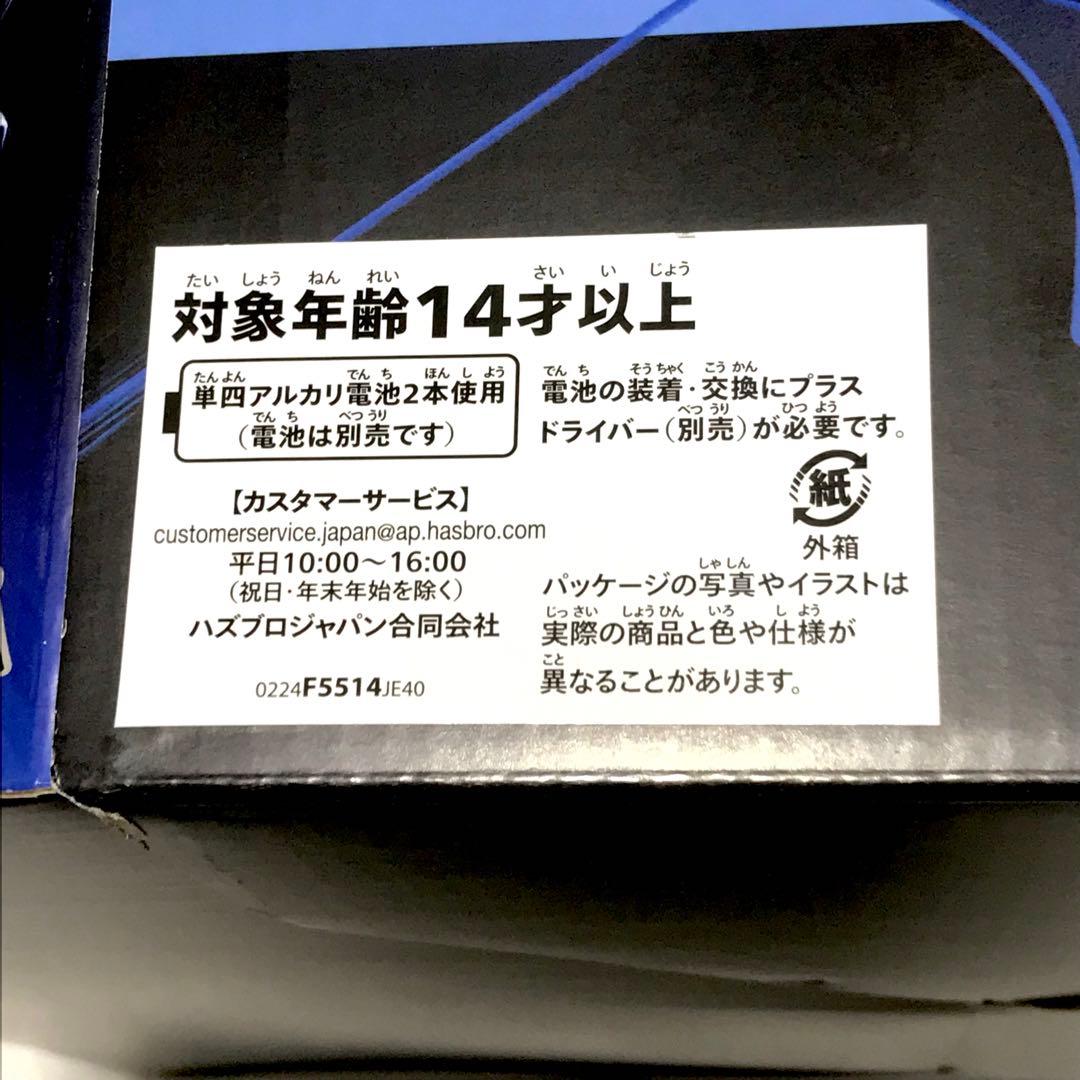 対象年齢14才以上
単四アルカリ電池2本使用
(電池は別売です)
電池の装着・交換にプラス
ドライバー(別売)が必要です。
【カスタマーサービス】
customerservice.japan@ap.hasbro.com
平日10:00〜16:00
(祝日・年末年始を除く)
ハズブロジャパン合同会社
0224F5514JE40
紙
外箱
パッケージの写真やイラストは
実際の商品と色や仕様が
異なることがあります。